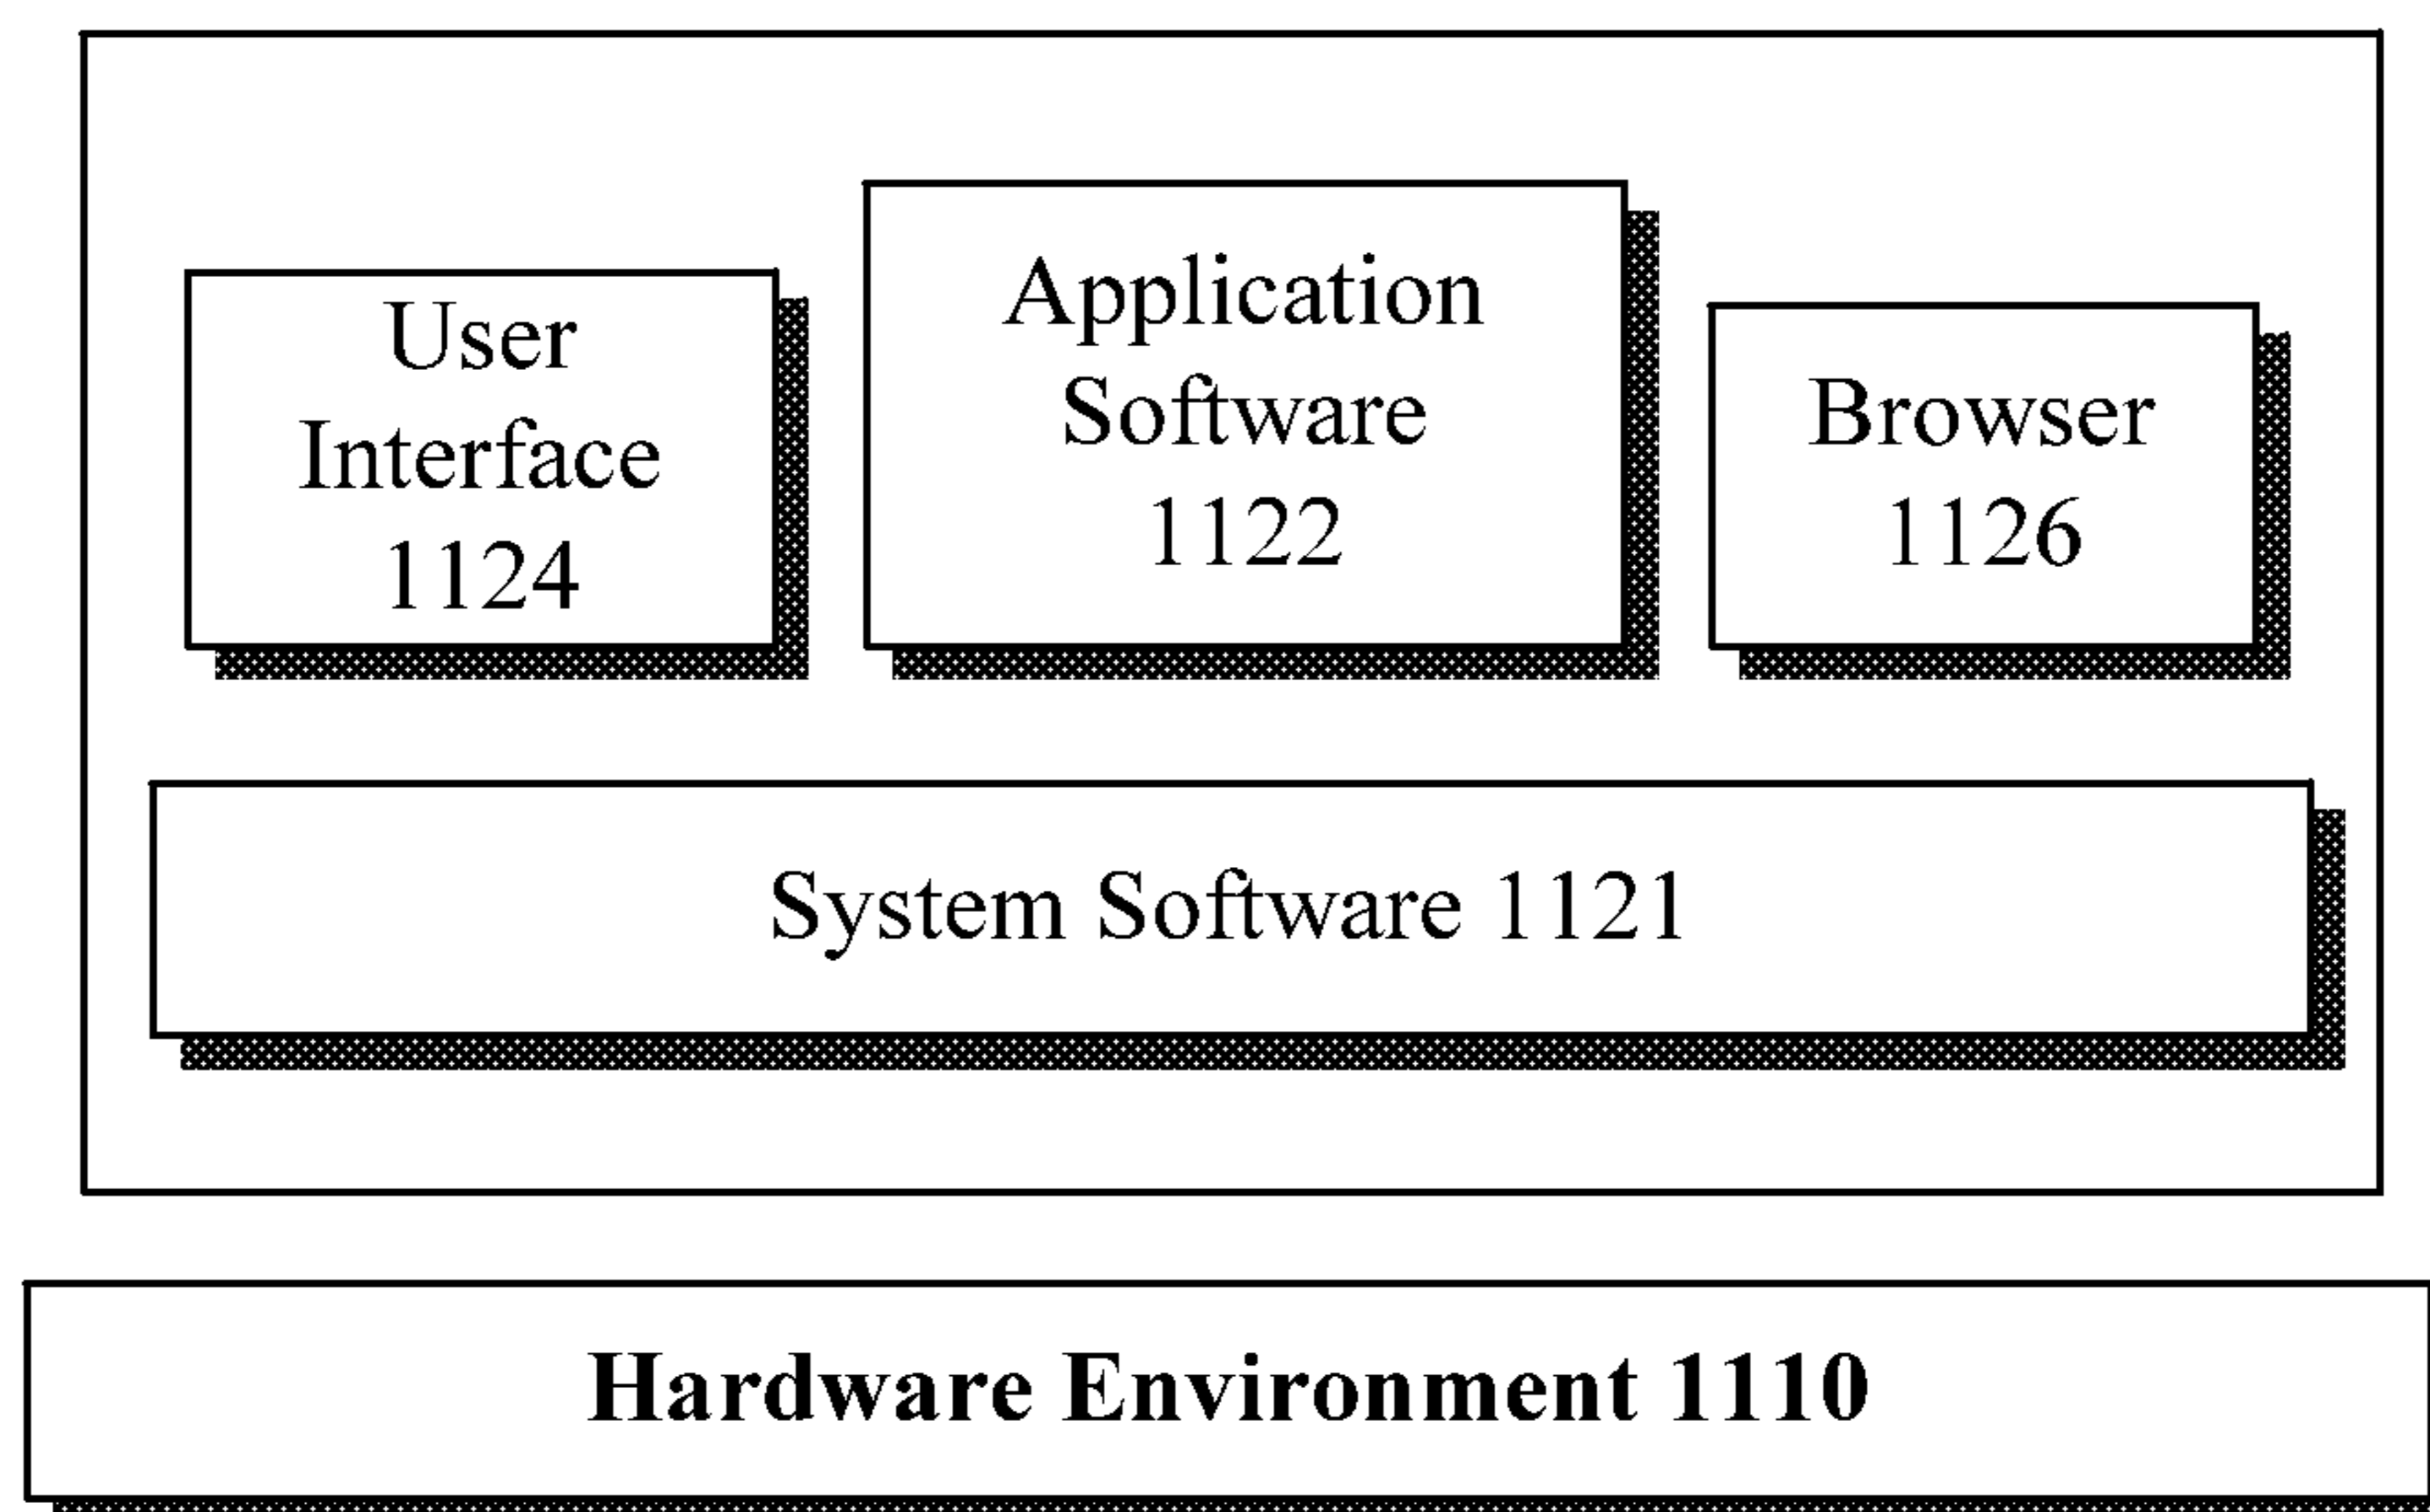 User
Interface
1124
Application
Software
1122
Browser
1126
System Software 1121
Hardware Environment 1110